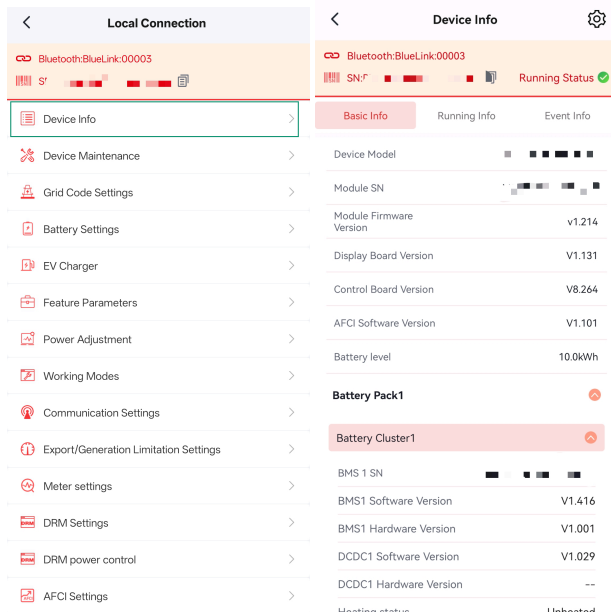 Local Connection
Bluetooth:BlueLink:00003
Device Info
Device Maintenance
Grid Code Settings
Battery Settings
EV Charger
Feature Parameters
Power Adjustment
Working Modes
Communication Settings
Export/Generation Limitation Settings
Meter settings
DRM Settings
DRM power control
AFCI Settings
Device Info
Bluetooth:BlueLink:00003
SN:
Running Status
Basic Info Running Info Event Info
Device Model
Module SN
Module Firmware
Version v1.214
Display Board Version V1.131
Control Board Version V8.264
AFCI Software Version V1.101
Battery level 10.0kWh
Battery Pack1
Battery Cluster1
BMS 1 SN
BMS1 Software Version V1.416
BMS1 Hardware Version V1.001
DCDC1 Software Version V1.029
DCDC1 Hardware Version --
Heating status Unheated